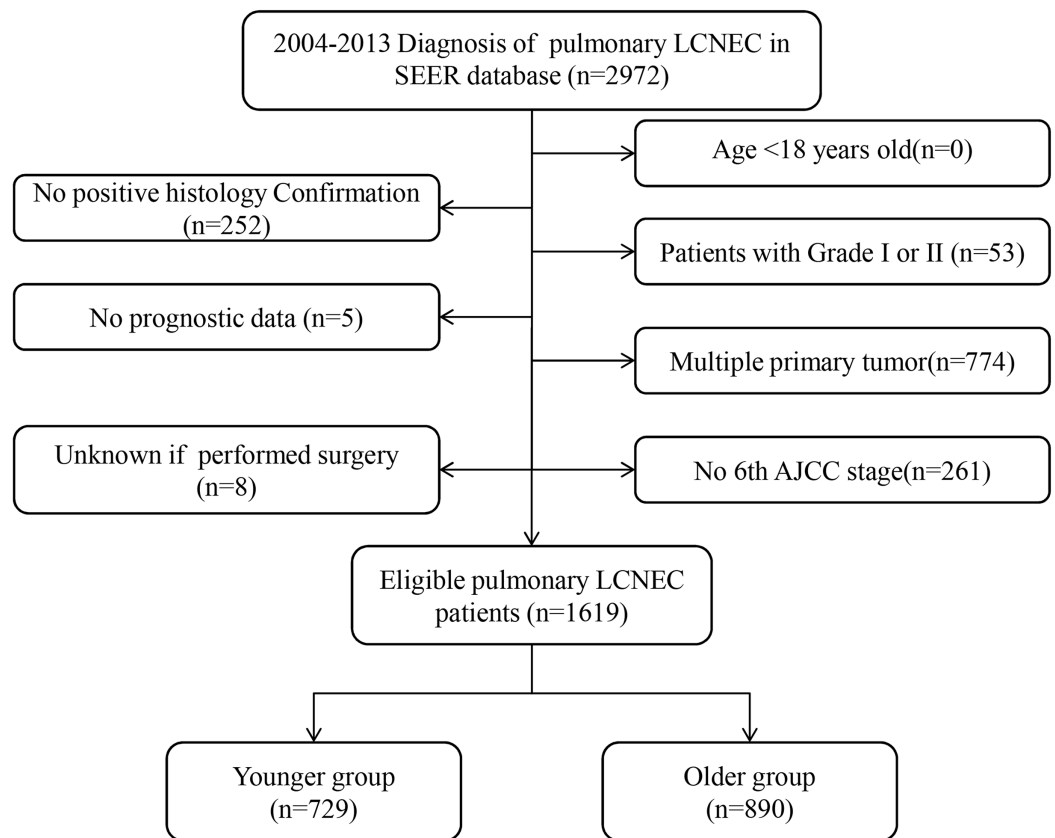 2004-2013 Diagnosis of pulmonary LCNEC in
SEER database (n=2972)
Age <18 years old(n=0)
No positive histology Confirmation
(n=252)
Patients with Grade I or II (n=53)
No prognostic data (n=5)
Multiple primary tumor(n=774)
Unknown if performed surgery
(n=8)
No 6th AJCC stage(n=261)
Eligible pulmonary LCNEC
patients (n=1619)
Younger group
(n=729)
Older group
(n=890)